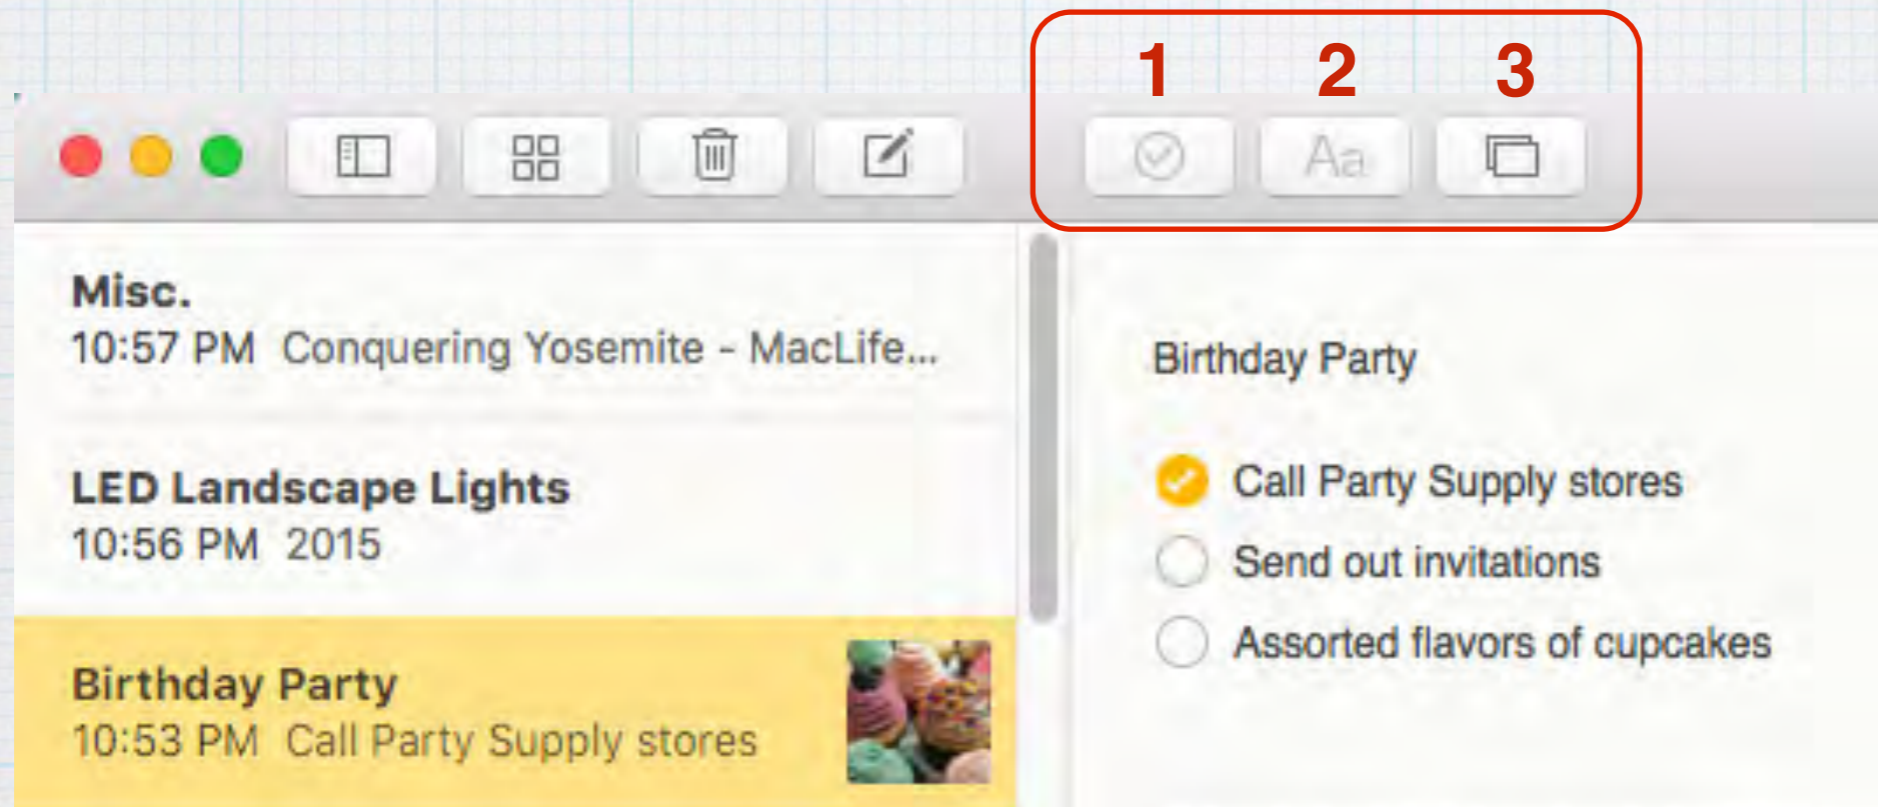 1 2 3
Aa
Misc.
10:57 PM Conquering Yosemite - MacLife...
LED Landscape Lights
10:56 PM 2015
Birthday Party
10:53 PM Call Party Supply stores
Birthday Party
Call Party Supply stores
Send out invitations
Assorted flavors of cupcakes